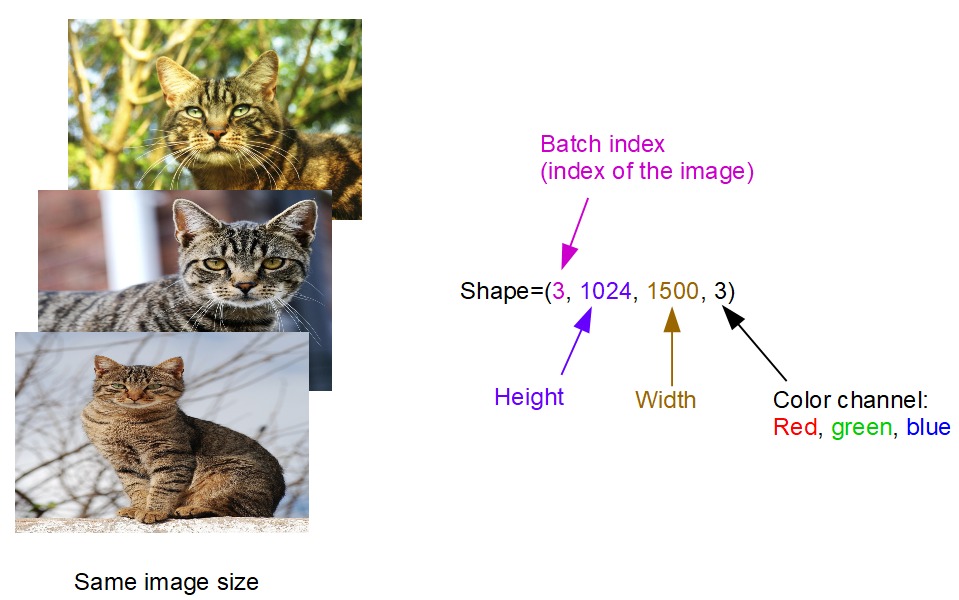 Batch index
(index of the image)
Shape=(3, 1024, 1500, 3)
Height
Width
Color channel:
Red, green, blue
Same image size